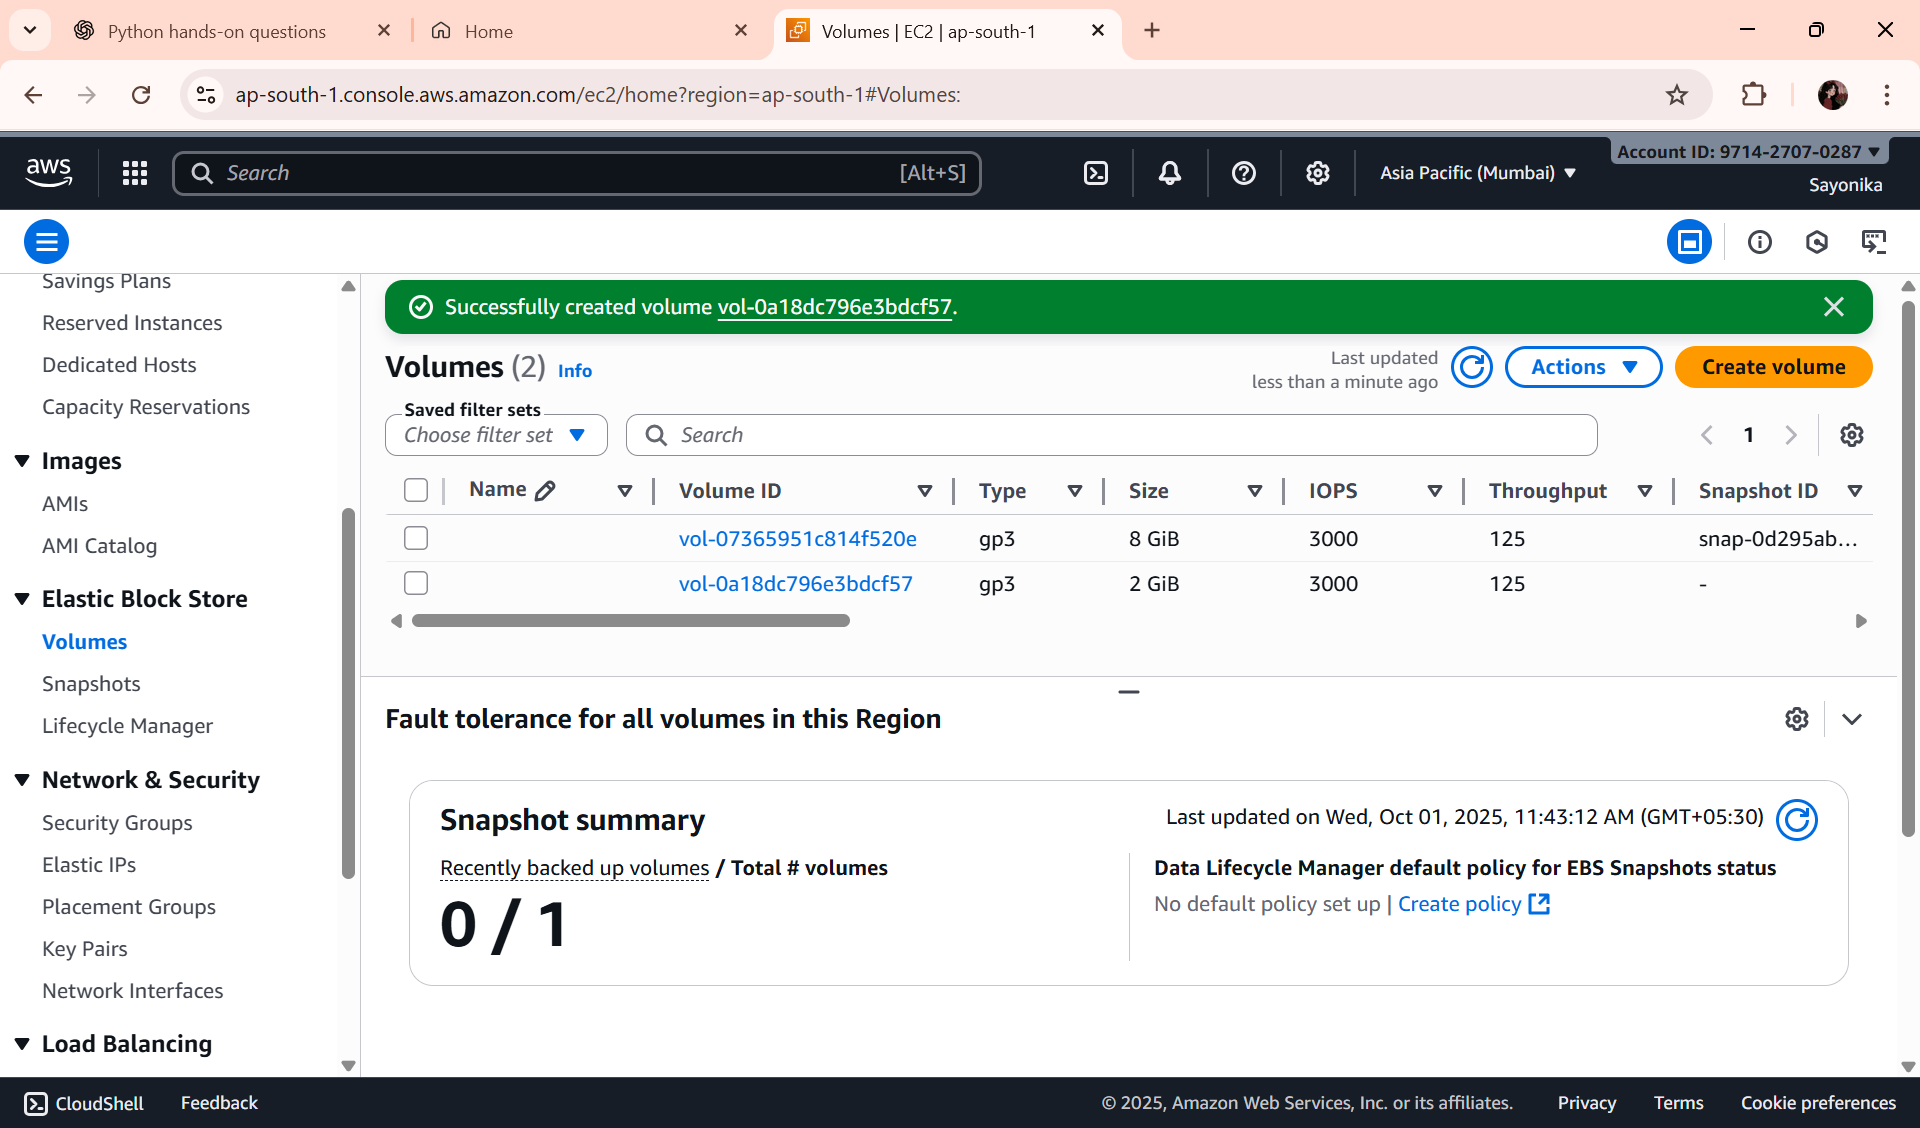 Python hands-on questions
Home
Volumes | EC2 | ap-south-1
ap-south-1.console.aws.amazon.com/ec2/home?region=ap-south-1#Volumes:
aws
Search
[Alt+S]
Asia Pacific (Mumbai)
Account ID: 9714-2707-0287
Sayonika
Savings Plans
Reserved Instances
Dedicated Hosts
Capacity Reservations
Images
AMIs
AMI Catalog
Elastic Block Store
Volumes
Snapshots
Lifecycle Manager
Network & Security
Security Groups
Elastic IPs
Placement Groups
Key Pairs
Network Interfaces
Load Balancing
Successfully created volume vol-0a18dc796e3bdcf57.
Volumes (2) Info
Last updated
less than a minute ago
Actions
Create volume
Saved filter sets
Choose filter set
Search
1
Name Volume ID Type Size IOPS Throughput Snapshot ID
vol-07365951c814f520e gp3 8 GiB 3000 125 snap-0d295ab...
vol-0a18dc796e3bdcf57 gp3 2 GiB 3000 125 -
Fault tolerance for all volumes in this Region
Snapshot summary
Last updated on Wed, Oct 01, 2025, 11:43:12 AM (GMT+05:30)
Recently backed up volumes / Total # volumes
0 / 1
Data Lifecycle Manager default policy for EBS Snapshots status
No default policy set up | Create policy
CloudShell Feedback
© 2025, Amazon Web Services, Inc. or its affiliates. Privacy Terms Cookie preferences